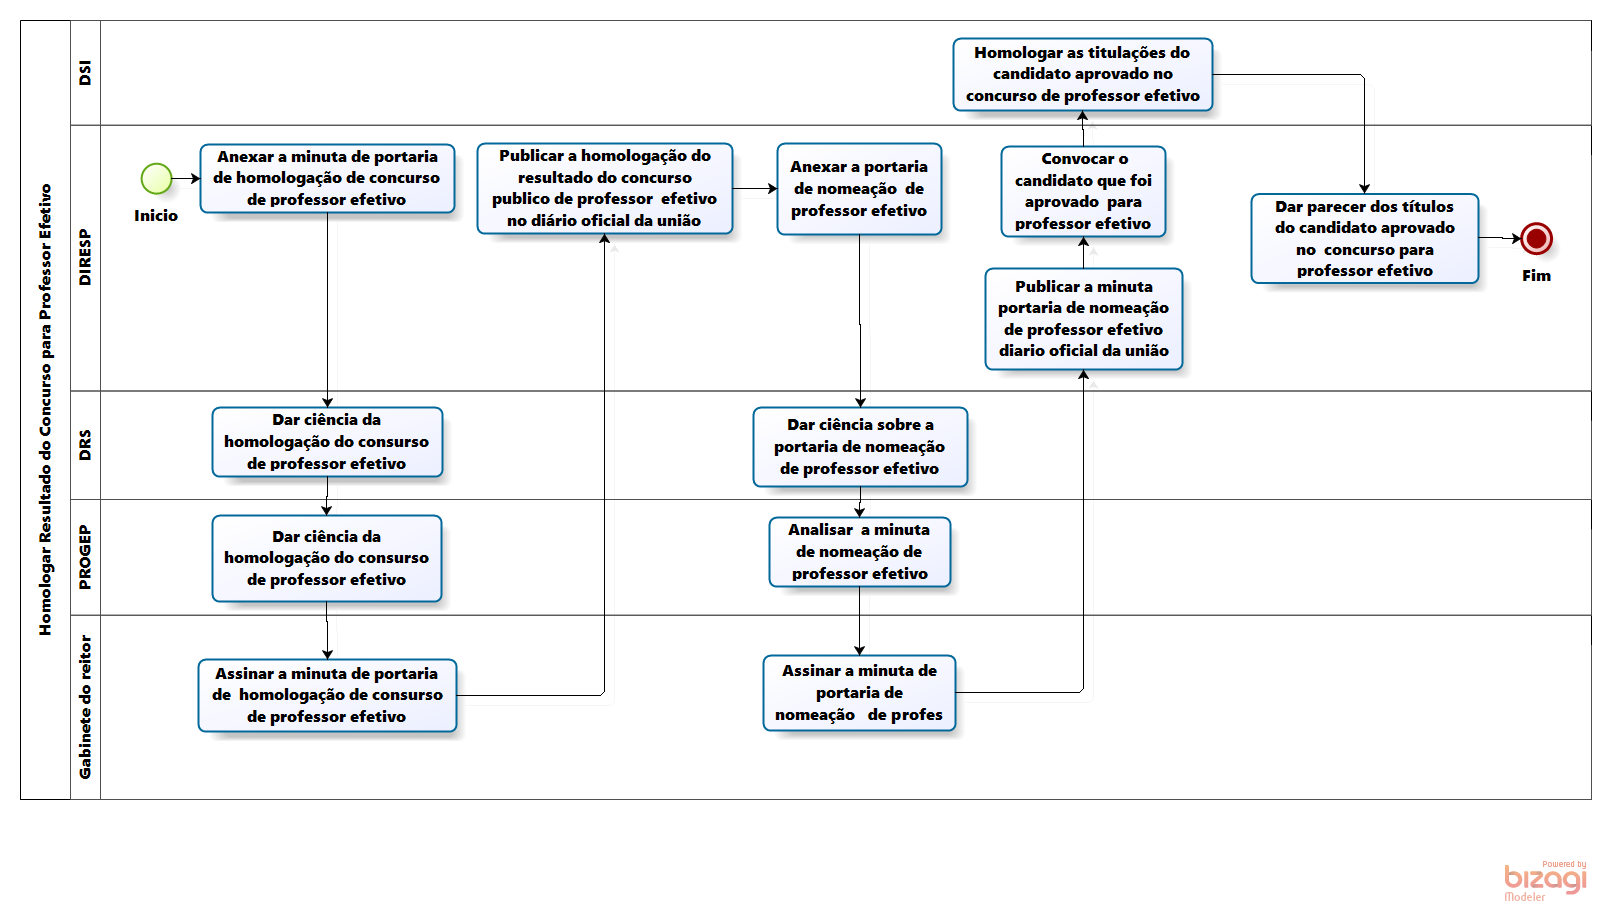 Homologar Resultado do Concurso para Professor Efetivo
DSI
Homologar as titulações do
candidato aprovado no
concurso de professor efetivo
DIRESP
Inicio
Anexar a minuta de portaria
de homologação de concurso
de professor efetivo
Publicar a homologação do
resultado do concurso
publico de professor efetivo
no diário oficial da união
Anexar a portaria
de nomeação de
professor efetivo
Convocar o
candidato que foi
aprovado para
professor efetivo
Publicar a minuta
portaria de nomeação
de professor efetivo
diario oficial da união
Dar parecer dos títulos
do candidato aprovado
no concurso para
professor efetivo
Fim
DRS
Dar ciência da
homologação do consurso
de professor efetivo
Dar ciência sobre a
portaria de nomeação
de professor efetivo
PROGEP
Dar ciência da
homologação do consurso
de professor efetivo
Analisar a minuta
de nomeação de
professor efetivo
Gabinete do reitor
Assinar a minuta de portaria
de homologação de consurso
de professor efetivo
Assinar a minuta de
portaria de
nomeação de profes
Powered by
bizagi
Modeler